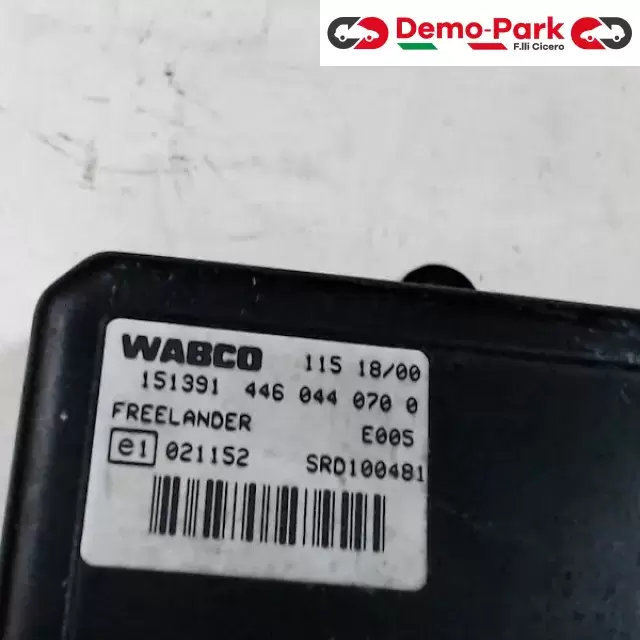 Demo-Park
F.lli Cicero
WABCO 115 18/00
151391 446 044 070 0
FREELANDER E005
e1 021152 SRD100481